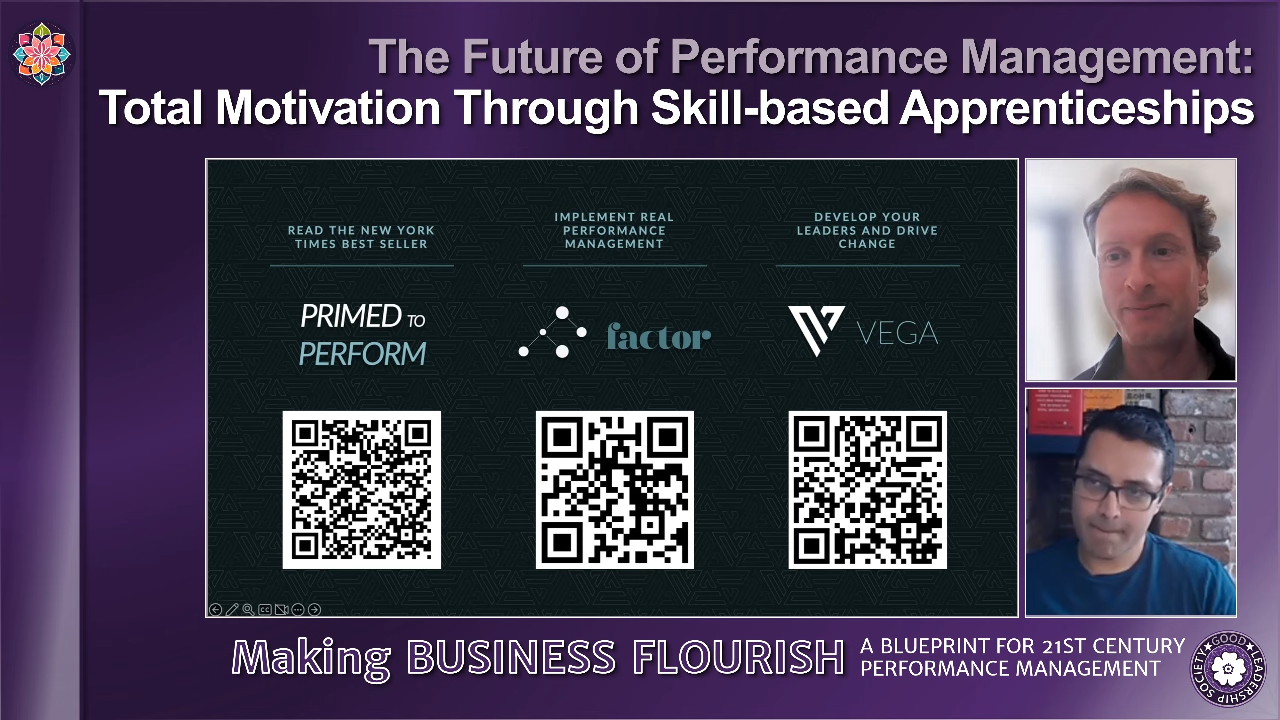 The Future of Performance Management:
Total Motivation Through Skill-based Apprenticeships
READ THE NEW YORK
TIMES BEST SELLER
PRIMED TO
PERFORM
IMPLEMENT REAL
PERFORMANCE
MANAGEMENT
factor
DEVELOP YOUR
LEADERS AND DRIVE
CHANGE
VEGA
Making BUSINESS FLOURISH
A BLUEPRINT FOR 21ST CENTURY
PERFORMANCE MANAGEMENT
GOOD LEADERSHIP SOCIETY